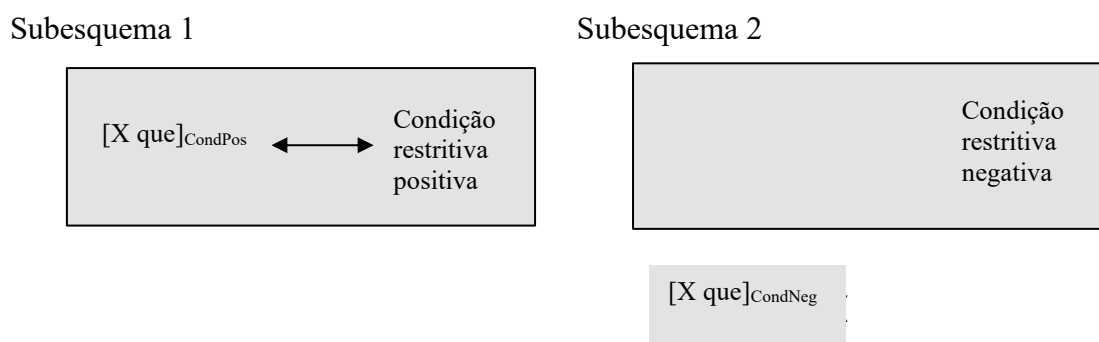 Subesquema 1
Subesquema 2
[X que]CondPos
Condição
restritiva
positiva
Condição
restritiva
negativa
[X que]CondNeg